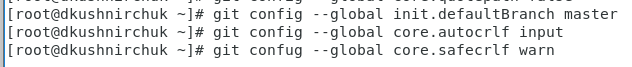 [root@dkushnirchuk ~]# git config --global init.defaultBranch master
[root@dkushnirchuk ~]# git config --global core.autocrlf input
[root@dkushnirchuk ~]# git confug --global core.safecrlf warn